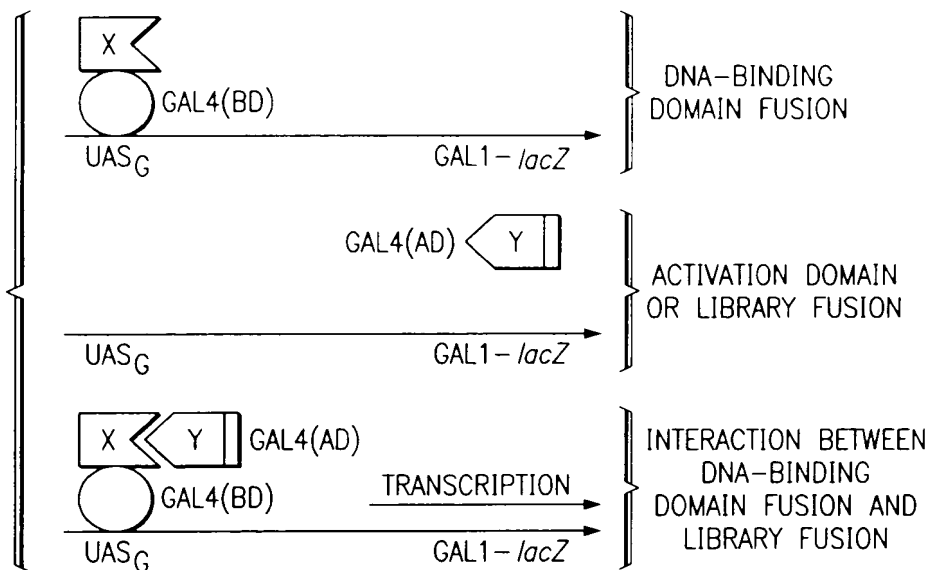 X
GAL4(BD)
DNA-BINDING
DOMAIN FUSION
UASG
GAL1-lacZ
GAL4(AD)
Y
ACTIVATION DOMAIN
OR LIBRARY FUSION
UASG
GAL1-lacZ
X
Y
GAL4(AD)
GAL4(BD)
TRANSCRIPTION
INTERACTION BETWEEN
DNA-BINDING
DOMAIN FUSION AND
LIBRARY FUSION
UASG
GAL1-lacZ